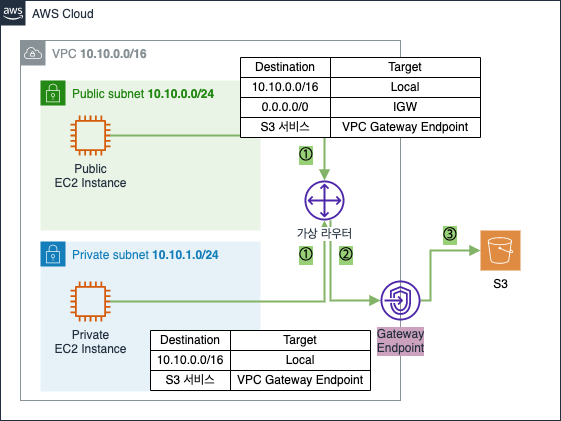 aws
AWS Cloud
VPC 10.10.0.0/16
Destination Target
10.10.0.0/16 Local
0.0.0.0/0 IGW
S3 서비스 VPC Gateway Endpoint
Public subnet 10.10.0.0/24
Public
EC2 Instance
①
가상 라우터
Private subnet 10.10.1.0/24
① ②
③
S3
Private
EC2 Instance
Gateway
Endpoint
Destination Target
10.10.0.0/16 Local
S3 서비스 VPC Gateway Endpoint